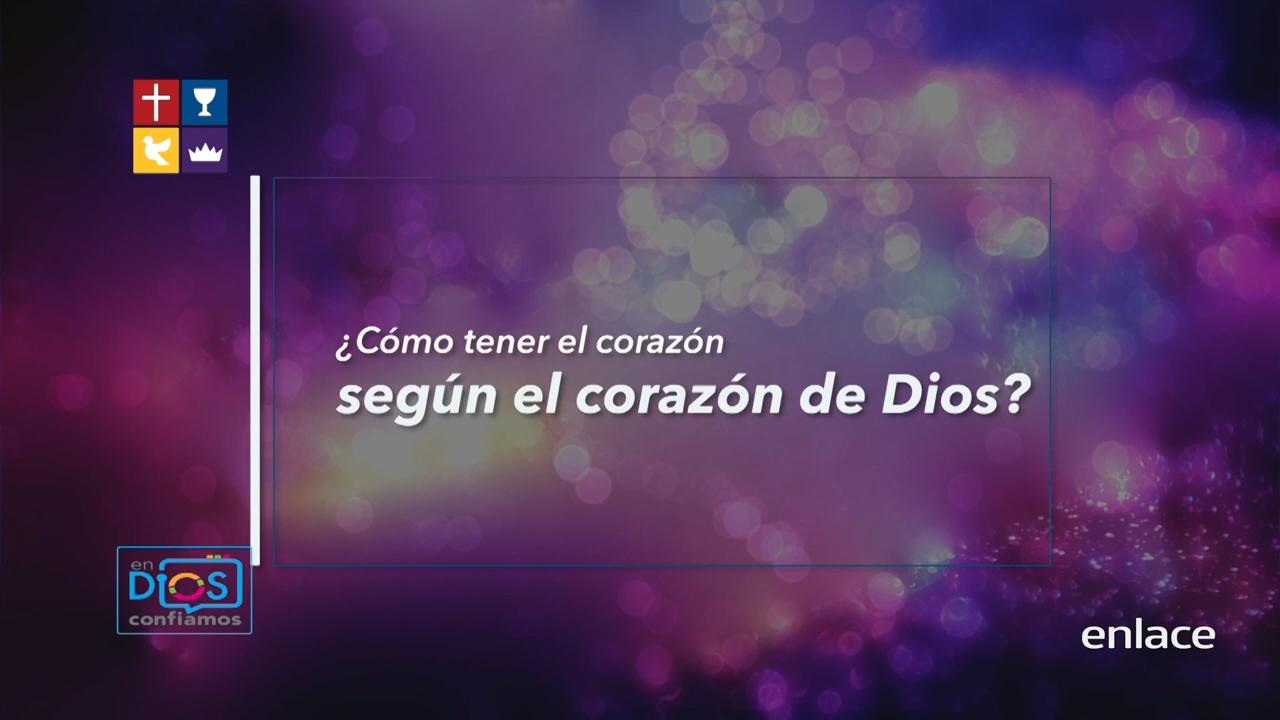 ¿Cómo tener el corazón
según el corazón de Dios?
en
Dios
confiamos
enlace